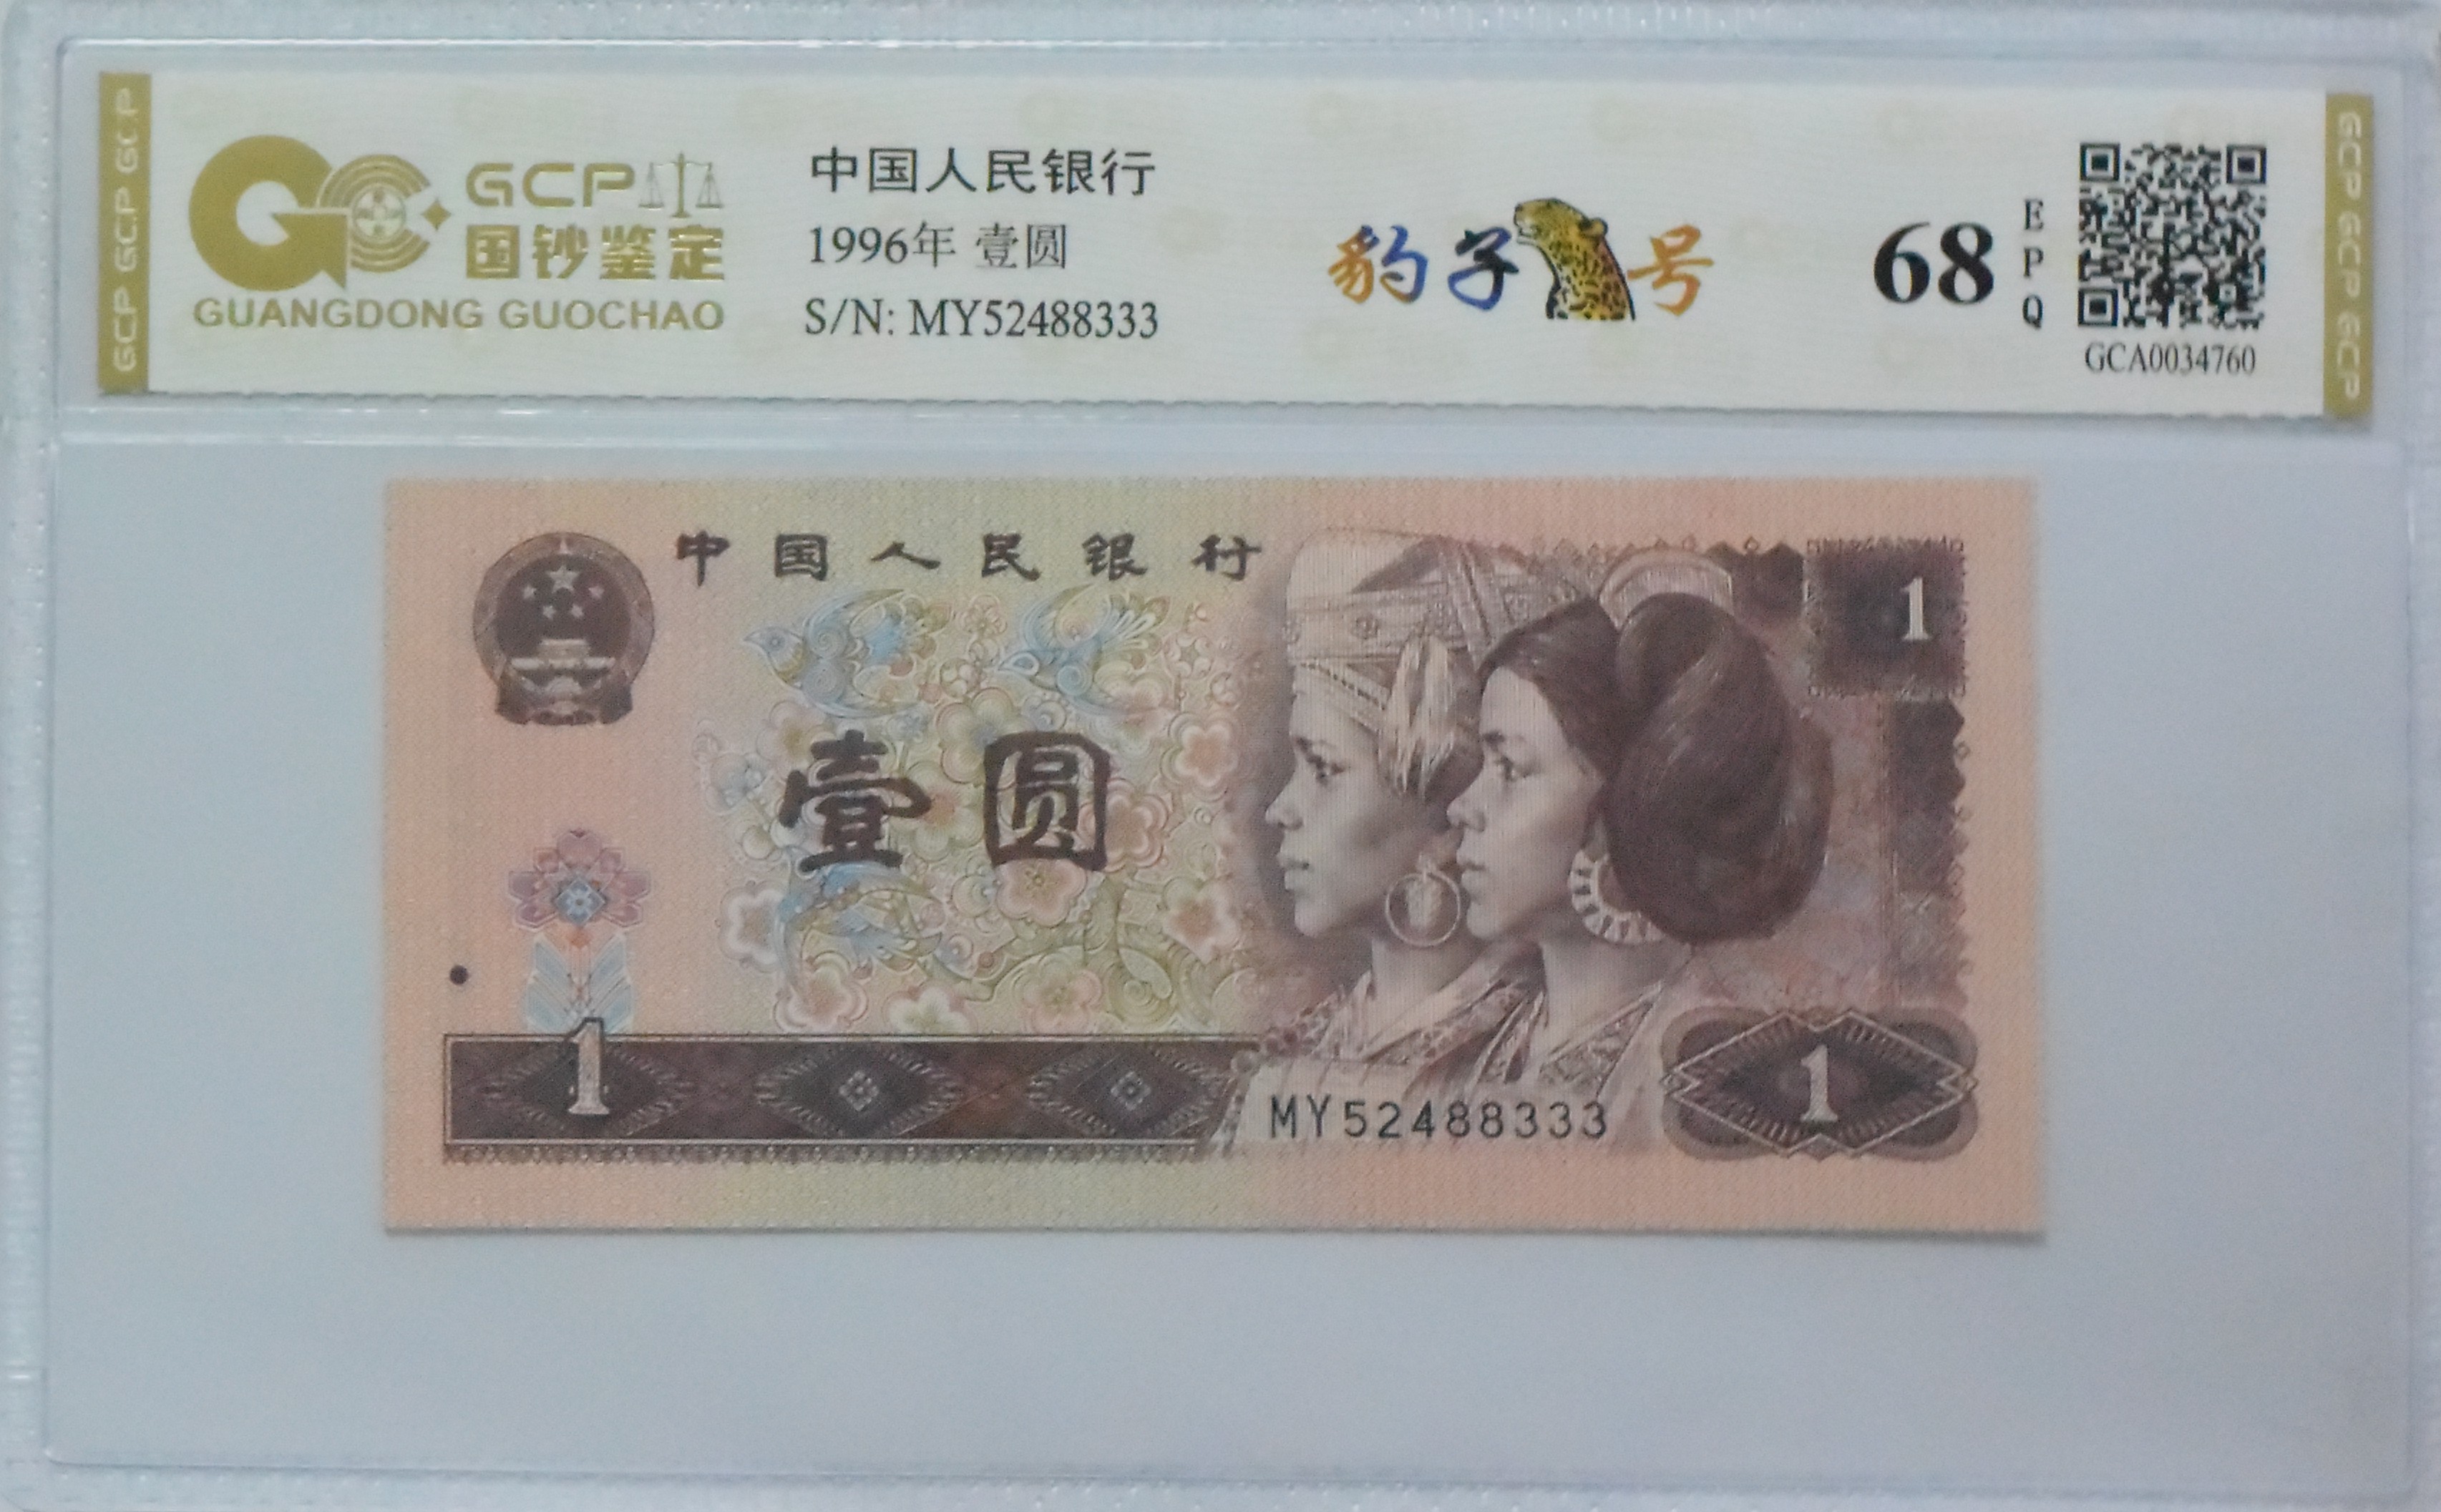 GCP GCP GCP
GCP
国钞鉴定
GUANGDONG GUOCHAO
中国人民银行
1996年 壹圆
S/N: MY52488333
豹子号
68
EPQ
GCA0034760
GCP GCP GCP GCP
中国人民银行
1
壹圆
1
MY52488333
1